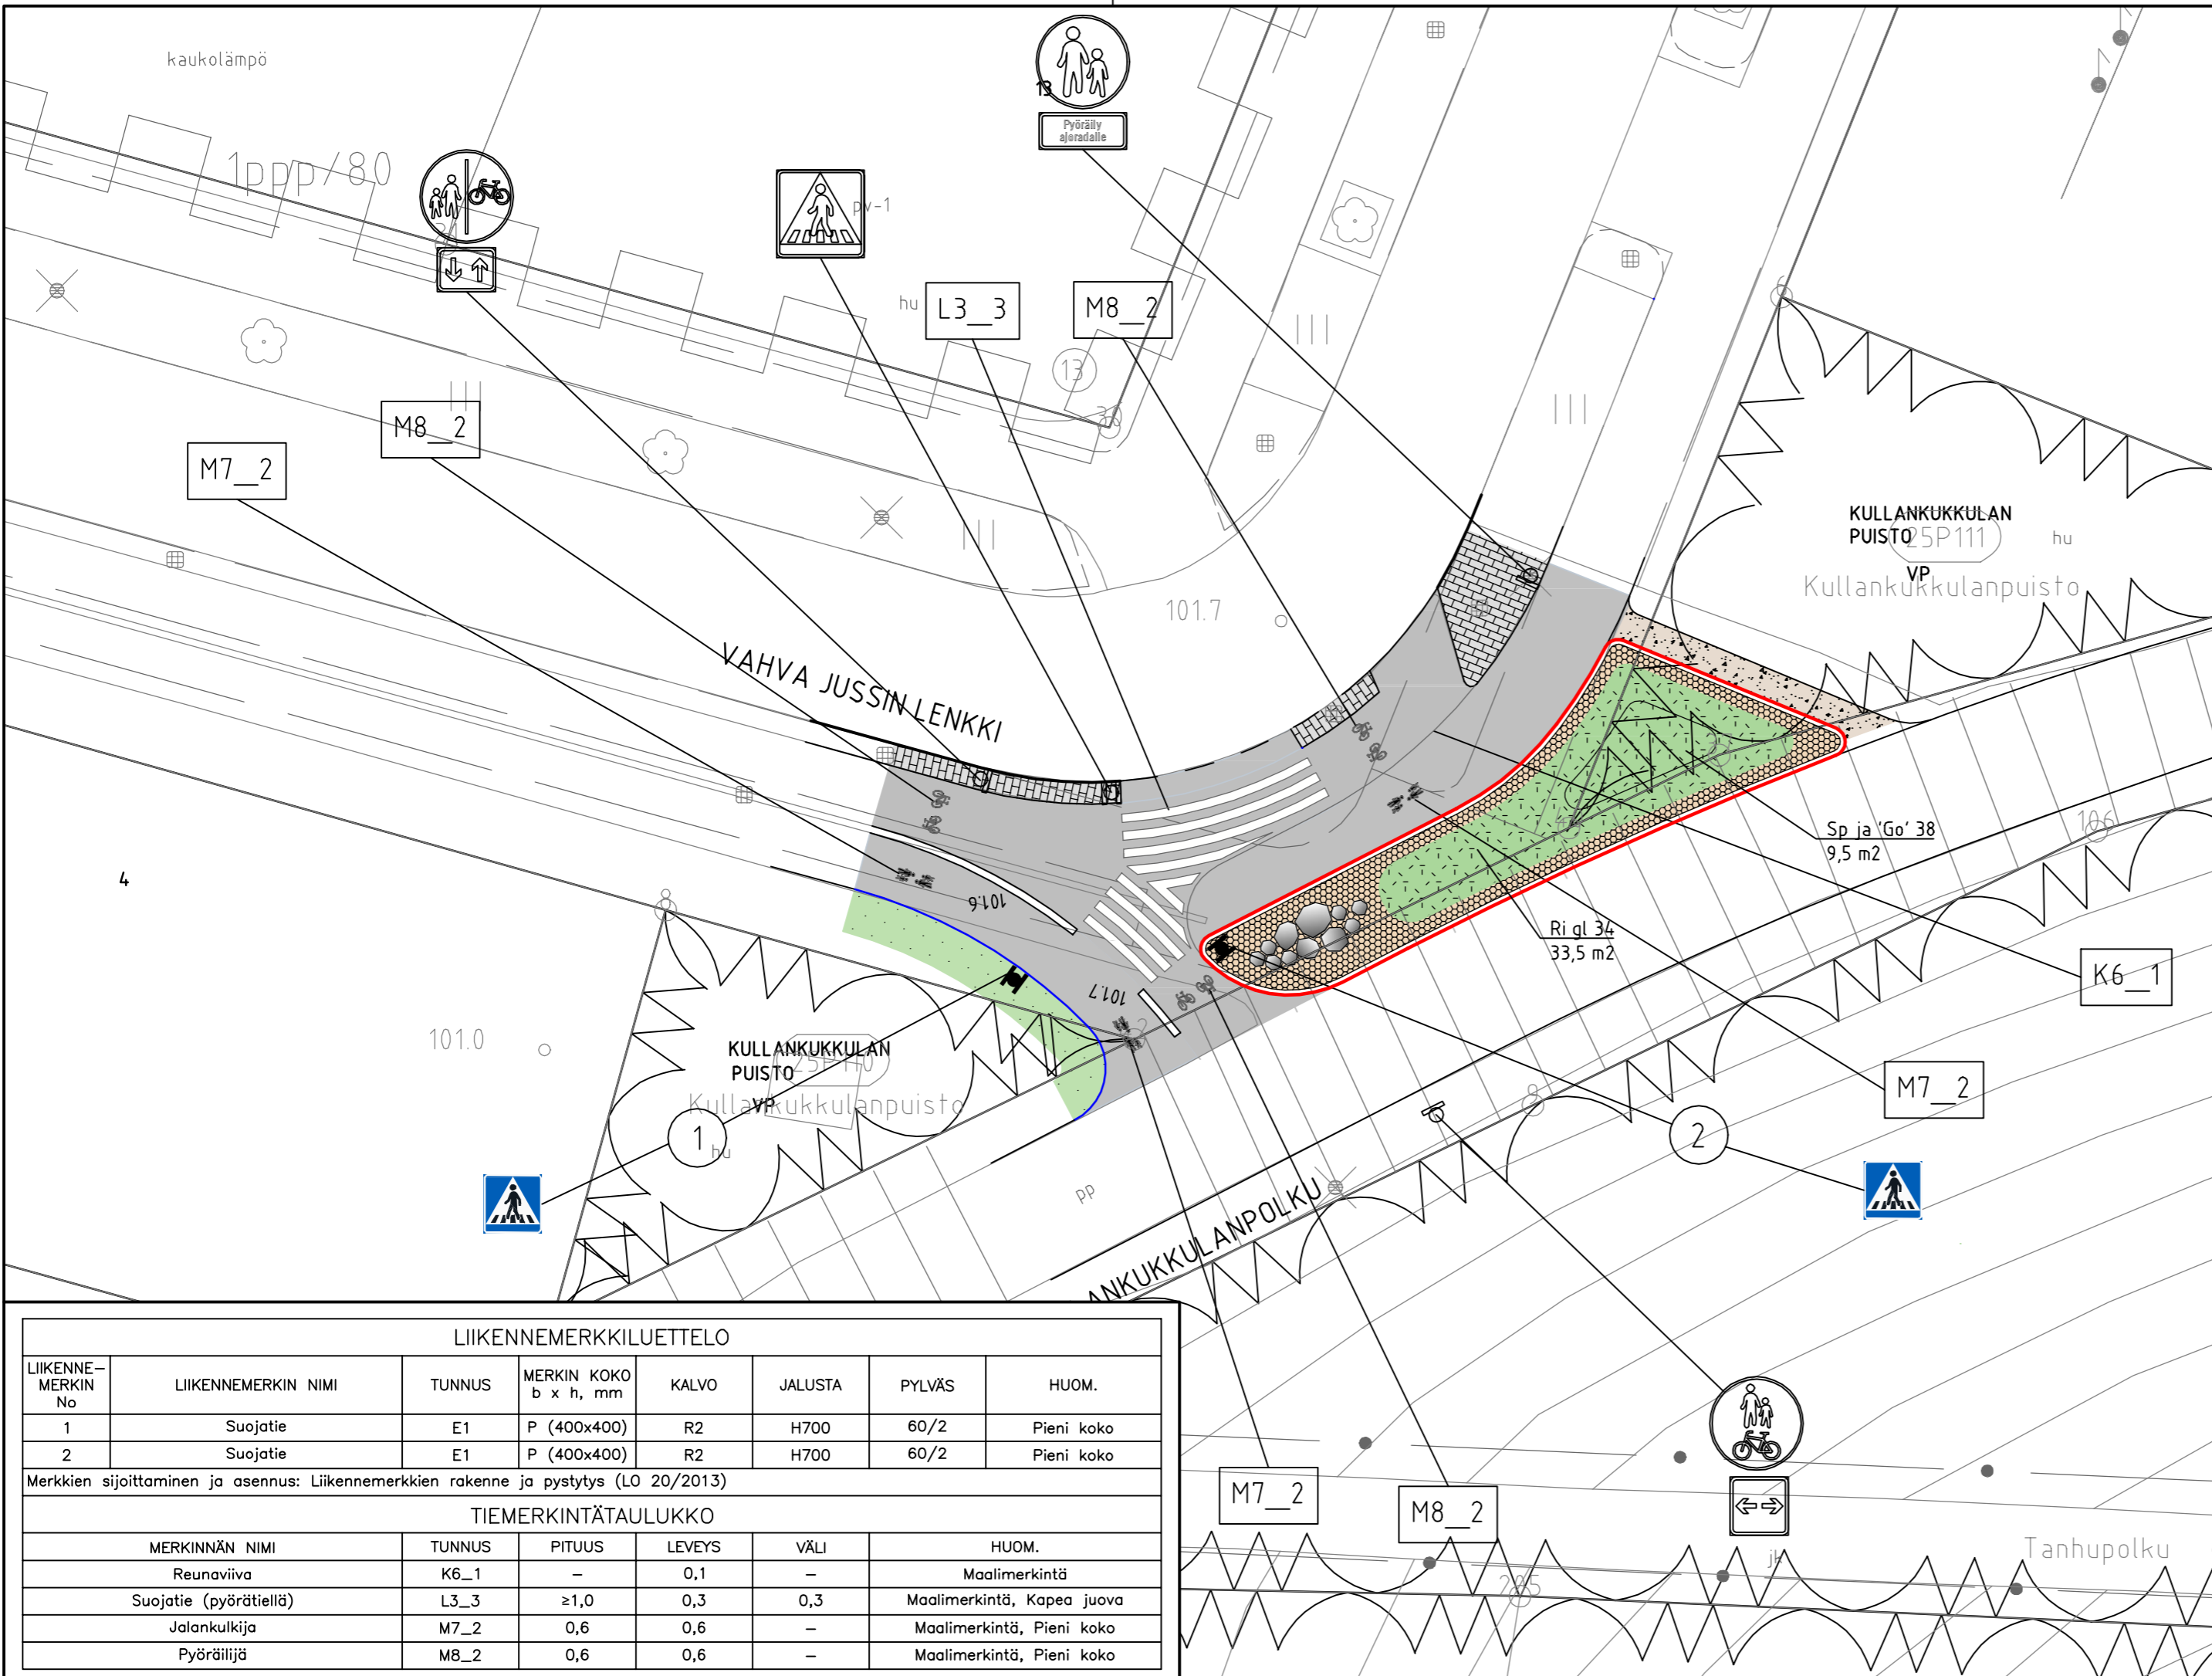 kaukolämpö
13
Pyöräily
ajoradalle
1ppp/80
pv-1
hu
L3__3
M8__2
13
M8__2
M7__2
KULLANKUKKULAN
PUISTO
25P111
hu
VP
Kullankukkulanpuisto
101.7
VAHVA JUSSIN LENKKI
4
101.6
Sp ja 'Go' 38
9,5 m2
106
Ri gl 34
33,5 m2
K6__1
101.7
101.0
KULLANKUKKULAN
PUISTO
25P110
VP
Kullankukkulanpuisto
1
hu
M7__2
2
8
pp
ANKUKKULANPOLKU
M7__2
M8__2
Tanhupolku
jk
205
LIIKENNEMERKKILUETTELO
LIIKENNE-
MERKIN
No
LIIKENNEMERKIN NIMI
TUNNUS
MERKIN KOKO
b x h, mm
KALVO
JALUSTA
PYLVÄS
HUOM.
1 Suojatie E1 P (400x400) R2 H700 60/2 Pieni koko
2 Suojatie E1 P (400x400) R2 H700 60/2 Pieni koko
Merkkien sijoittaminen ja asennus: Liikennemerkkien rakenne ja pystytys (LO 20/2013)
TIEMERKINTÄTAULUKKO
MERKINNÄN NIMI TUNNUS PITUUS LEVEYS VÄLI HUOM.
Reunaviiva K6_1 – 0,1 – Maalimerkintä
Suojatie (pyörätiellä) L3_3 ≥1,0 0,3 0,3 Maalimerkintä, Kapea juova
Jalankulkija M7_2 0,6 0,6 – Maalimerkintä, Pieni koko
Pyöräilijä M8_2 0,6 0,6 – Maalimerkintä, Pieni koko